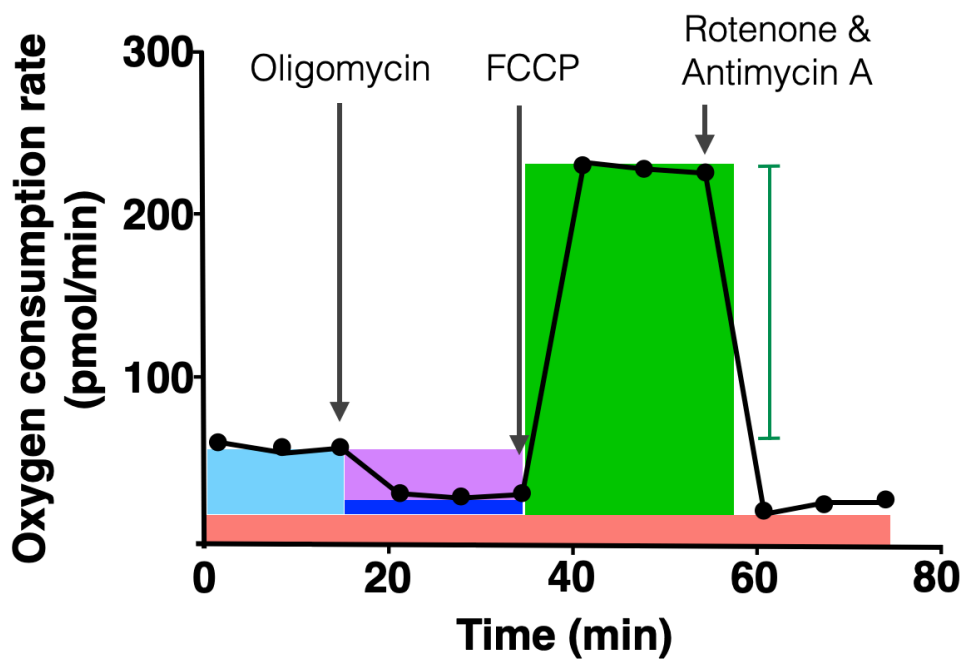 Oxygen consumption rate
(pmol/min)
300
200
100
Oligomycin
FCCP
Rotenone &
Antimycin A
0 20 40 60 80
Time (min)